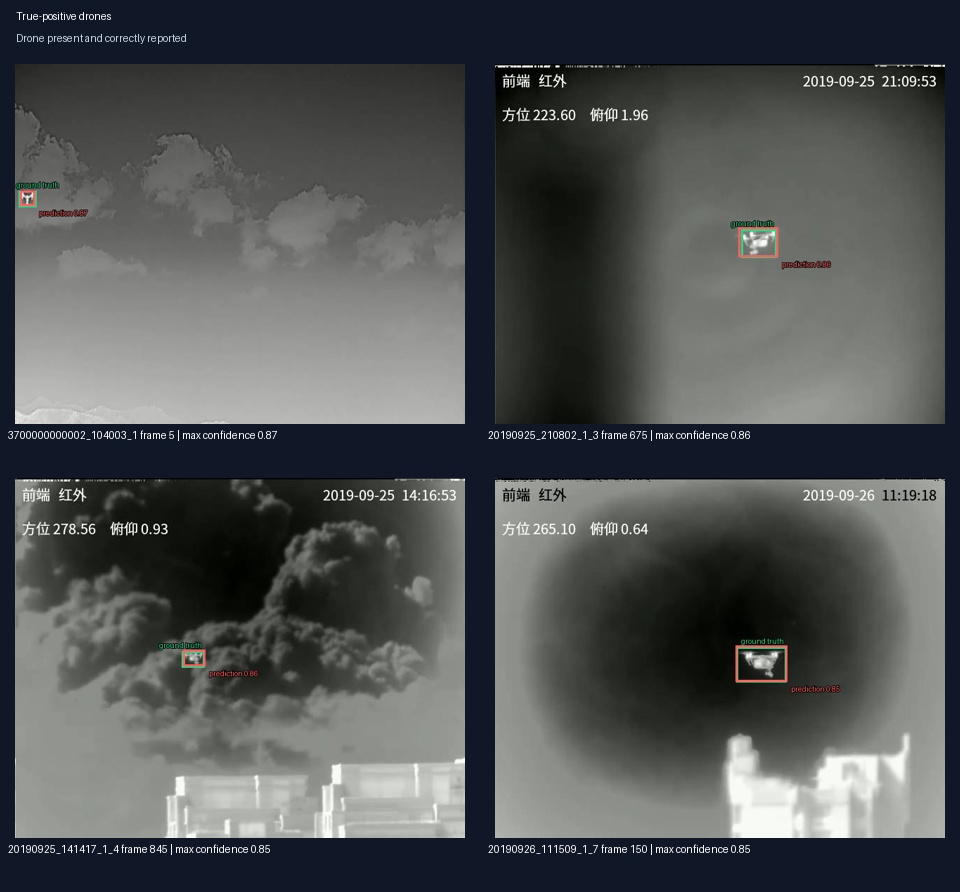 True-positive drones
Drone present and correctly reported
ground truth
prediction 0.87
3700000000002_104003_1 frame 5 | max confidence 0.87
前端 红外 2019-09-25 21:09:53
方位 223.60 俯仰 1.96
ground truth
prediction 0.86
20190925_210802_1_3 frame 675 | max confidence 0.86
前端 红外 2019-09-25 14:16:53
方位 278.56 俯仰 0.93
ground truth
prediction 0.86
20190925_141417_1_4 frame 845 | max confidence 0.85
前端 红外 2019-09-26 11:19:18
方位 265.10 俯仰 0.64
ground truth
prediction 0.85
20190926_111509_1_7 frame 150 | max confidence 0.85